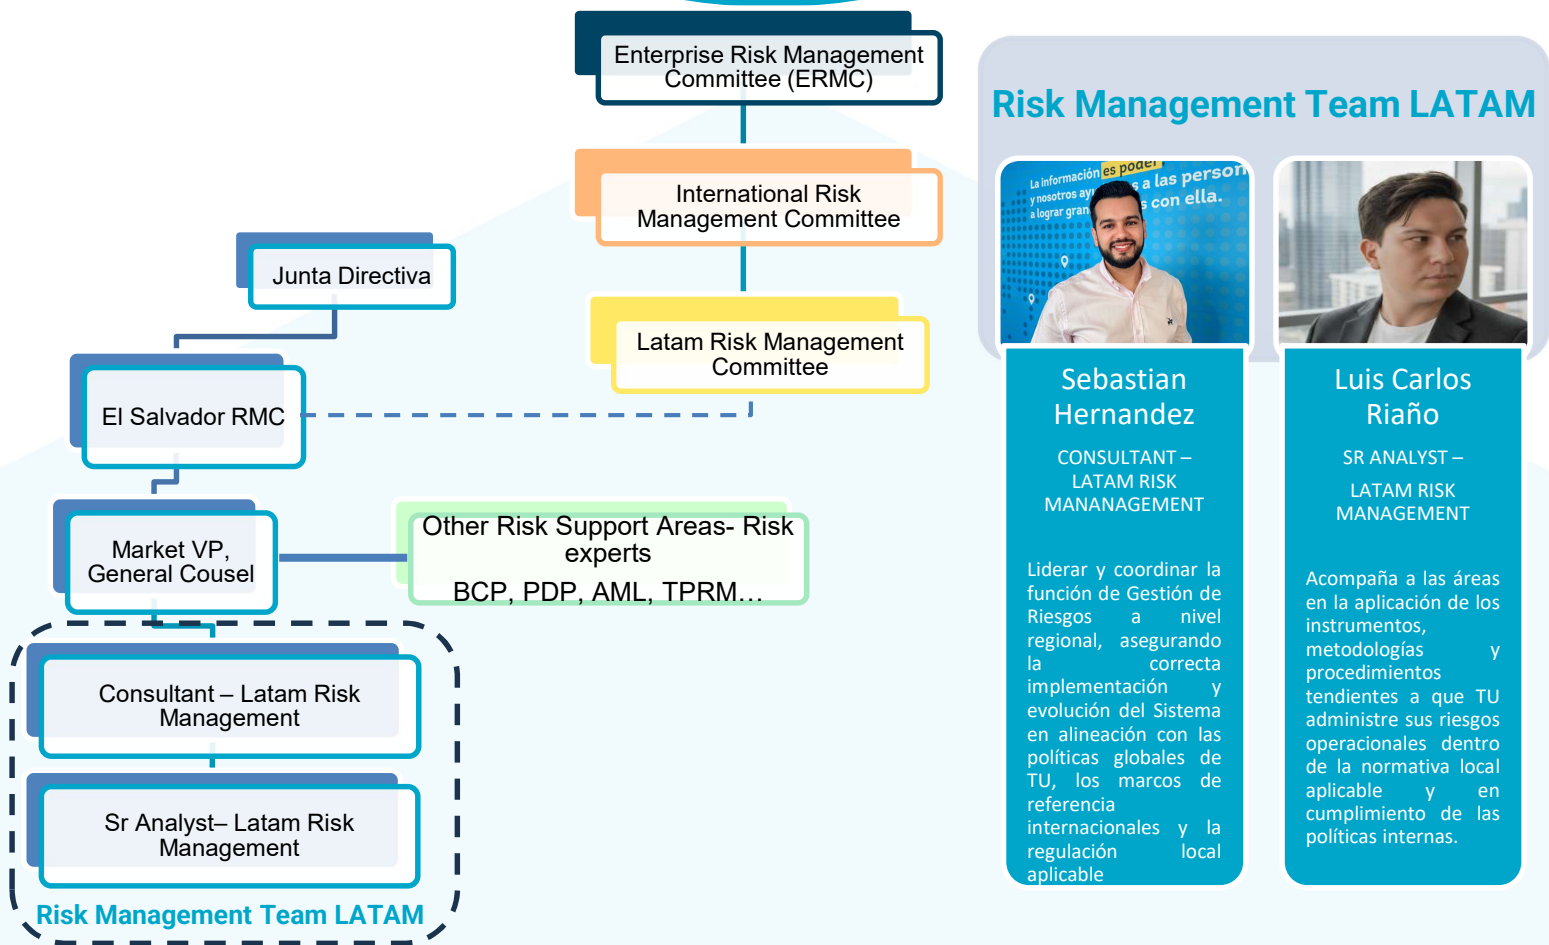 Enterprise Risk Management
Committee (ERMC)
International Risk
Management Committee
Latam Risk Management
Committee
Junta Directiva
El Salvador RMC
Market VP,
General Cousel
Other Risk Support Areas- Risk
experts
BCP, PDP, AML, TPRM…
Consultant – Latam Risk
Management
Sr Analyst– Latam Risk
Management
Risk Management Team LATAM
Risk Management Team LATAM
La información es poder
y nosotros ay
s a las person
a lograr gran
s con ella.
Sebastian
Hernandez
CONSULTANT –
LATAM RISK
MANANAGEMENT
Liderar y coordinar la
función de Gestión de
Riesgos a nivel
regional, asegurando
la correcta
implementación y
evolución del Sistema
en alineación con las
políticas globales de
TU, los marcos de
referencia
internacionales y la
regulación local
aplicable
Luis Carlos
Riaño
SR ANALYST –
LATAM RISK
MANAGEMENT
Acompaña a las áreas
en la aplicación de los
instrumentos,
metodologías y
procedimientos
tendientes a que TU
administre sus riesgos
operacionales dentro
de la normativa local
aplicable y en
cumplimiento de las
políticas internas.